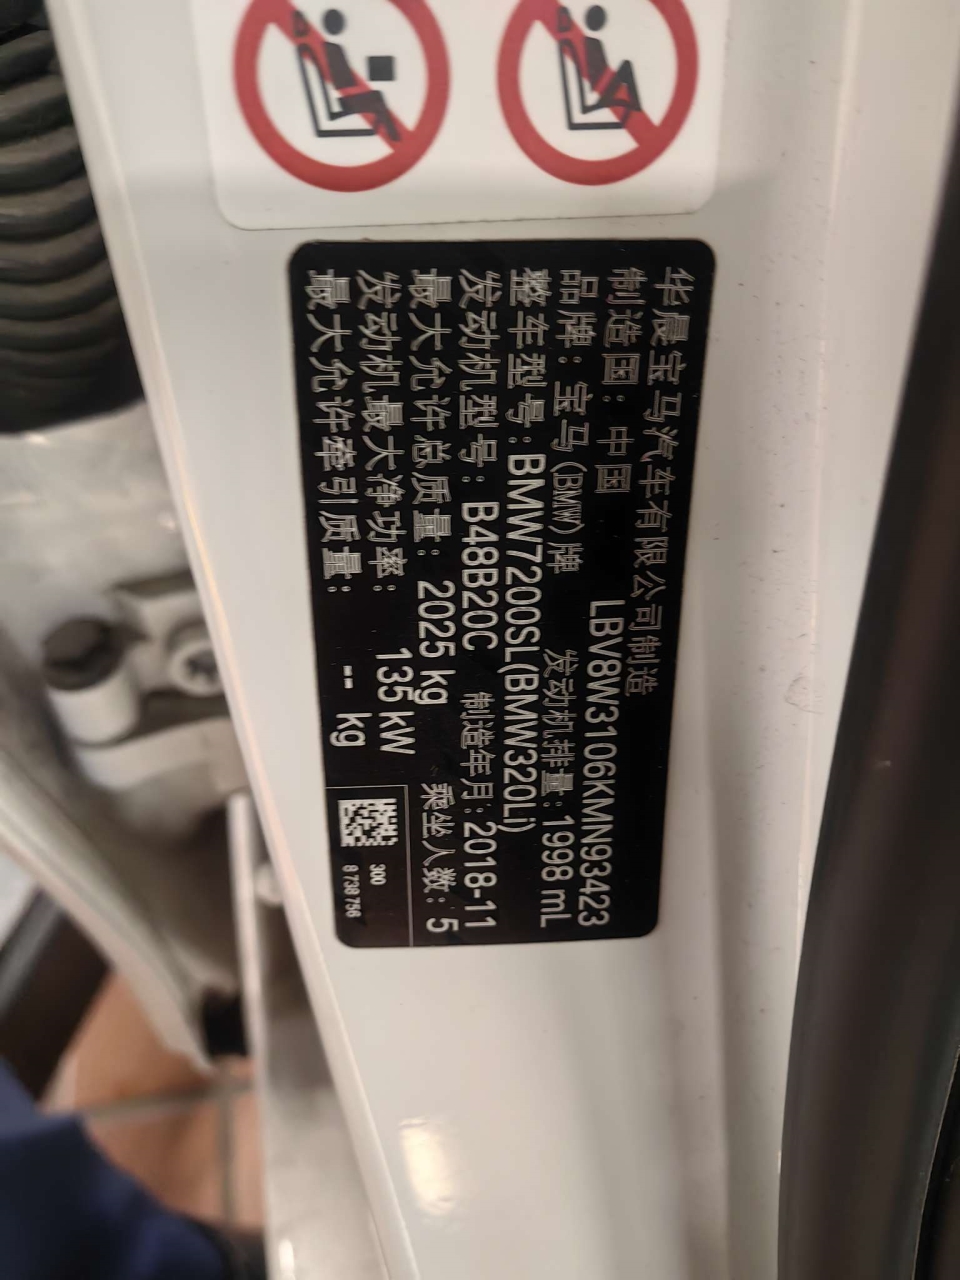 华晨宝马汽车有限公司制造
制造国：中国 LBV8W3106KMN93423
品牌：宝马(BMW)牌 发动机排量：1998 mL
整车型号：BMW7200SL(BMW320Li)
发动机型号：B48B20C 制造年月：2018-11
最大允许总质量：2025 kg 乘坐人数：5
发动机最大净功率：135 kW
最大允许牵引质量：-- kg
300
8 738 756